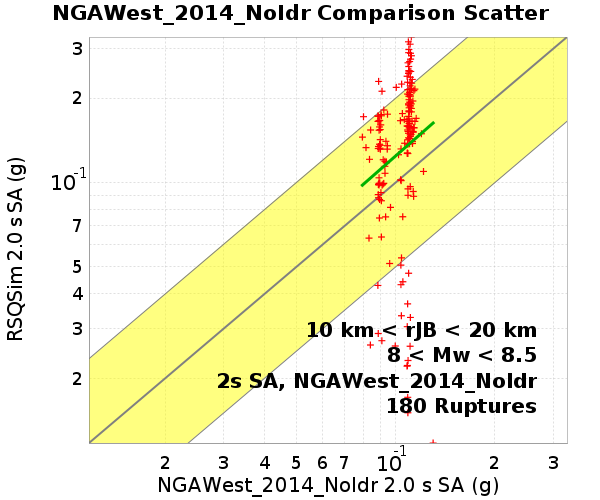 NGAWest_2014_NoIdr Comparison Scatter
RSQSim 2.0 s SA (g)
3
2
10-1
7
5
4
3
2
10 km < rJB < 20 km
8 < Mw < 8.5
2s SA, NGAWest_2014_NoIdr
180 Ruptures
2 3 4 5 6 7 10-1 2 3
NGAWest_2014_NoIdr 2.0 s SA (g)